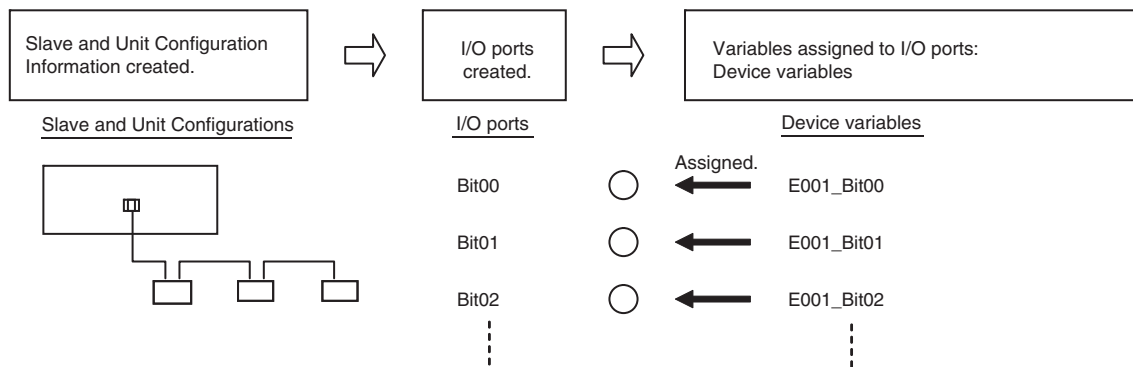 Slave and Unit Configuration
Information created.
I/O ports
created.
Variables assigned to I/O ports:
Device variables
Slave and Unit Configurations
I/O ports
Device variables
Assigned.
Bit00
E001_Bit00
Bit01
E001_Bit01
Bit02
E001_Bit02